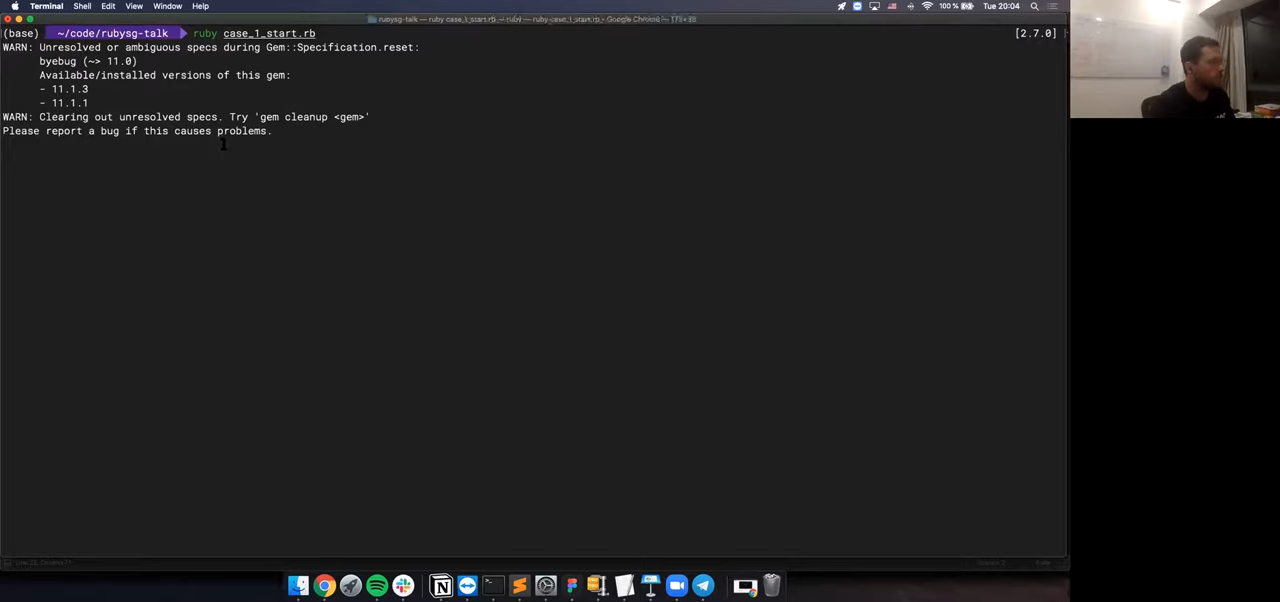 Terminal Shell Edit View Window Help
100 % Tue 20:04
(base) ~/code/rubysg-talk ruby case_1_start.rb [2.7.0]
WARN: Unresolved or ambiguous specs during Gem::Specification.reset:
byebug (~> 11.0)
Available/installed versions of this gem:
- 11.1.3
- 11.1.1
WARN: Clearing out unresolved specs. Try 'gem cleanup <gem>'
Please report a bug if this causes problems.